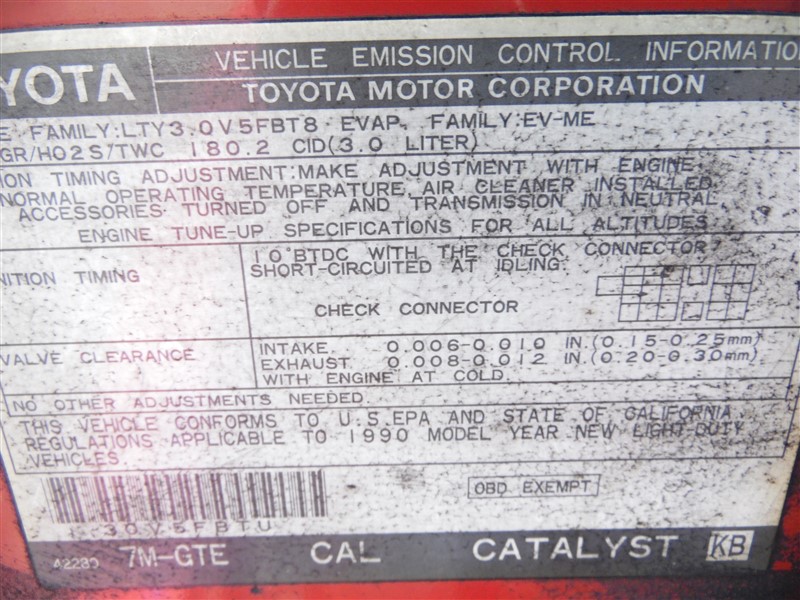 YOTA
VEHICLE EMISSION CONTROL INFORMATIO
TOYOTA MOTOR CORPORATION
E FAMILY:LTY3.0V5FBT8 EVAP. FAMILY:EV-ME
GR/HO2S/TWC 180.2 CID(3.0 LITER)
ION TIMING ADJUSTMENT:MAKE ADJUSTMENT WITH ENGINE
NORMAL OPERATING TEMPERATURE, AIR CLEANER INSTALLED,
ACCESSORIES TURNED OFF AND TRANSMISSION IN NEUTRAL.
ENGINE TUNE-UP SPECIFICATIONS FOR ALL ALTITUDES
NITION TIMING
10°BTDC WITH THE CHECK CONNECTOR
SHORT-CIRCUITED AT IDLING.
CHECK CONNECTOR
VALVE CLEARANCE
INTAKE 0.006-0.010 IN.(0.15-0.25mm)
EXHAUST 0.008-0.012 IN.(0.20-0.30mm)
WITH ENGINE AT COLD.
NO OTHER ADJUSTMENTS NEEDED.
THIS VEHICLE CONFORMS TO U.S.EPA AND STATE OF CALIFORNIA
REGULATIONS APPLICABLE TO 1990 MODEL YEAR NEW LIGHT-DUTY
VEHICLES.
OBD EXEMPT
30V5FBTU
42280 7M-GTE CAL CATALYST KB